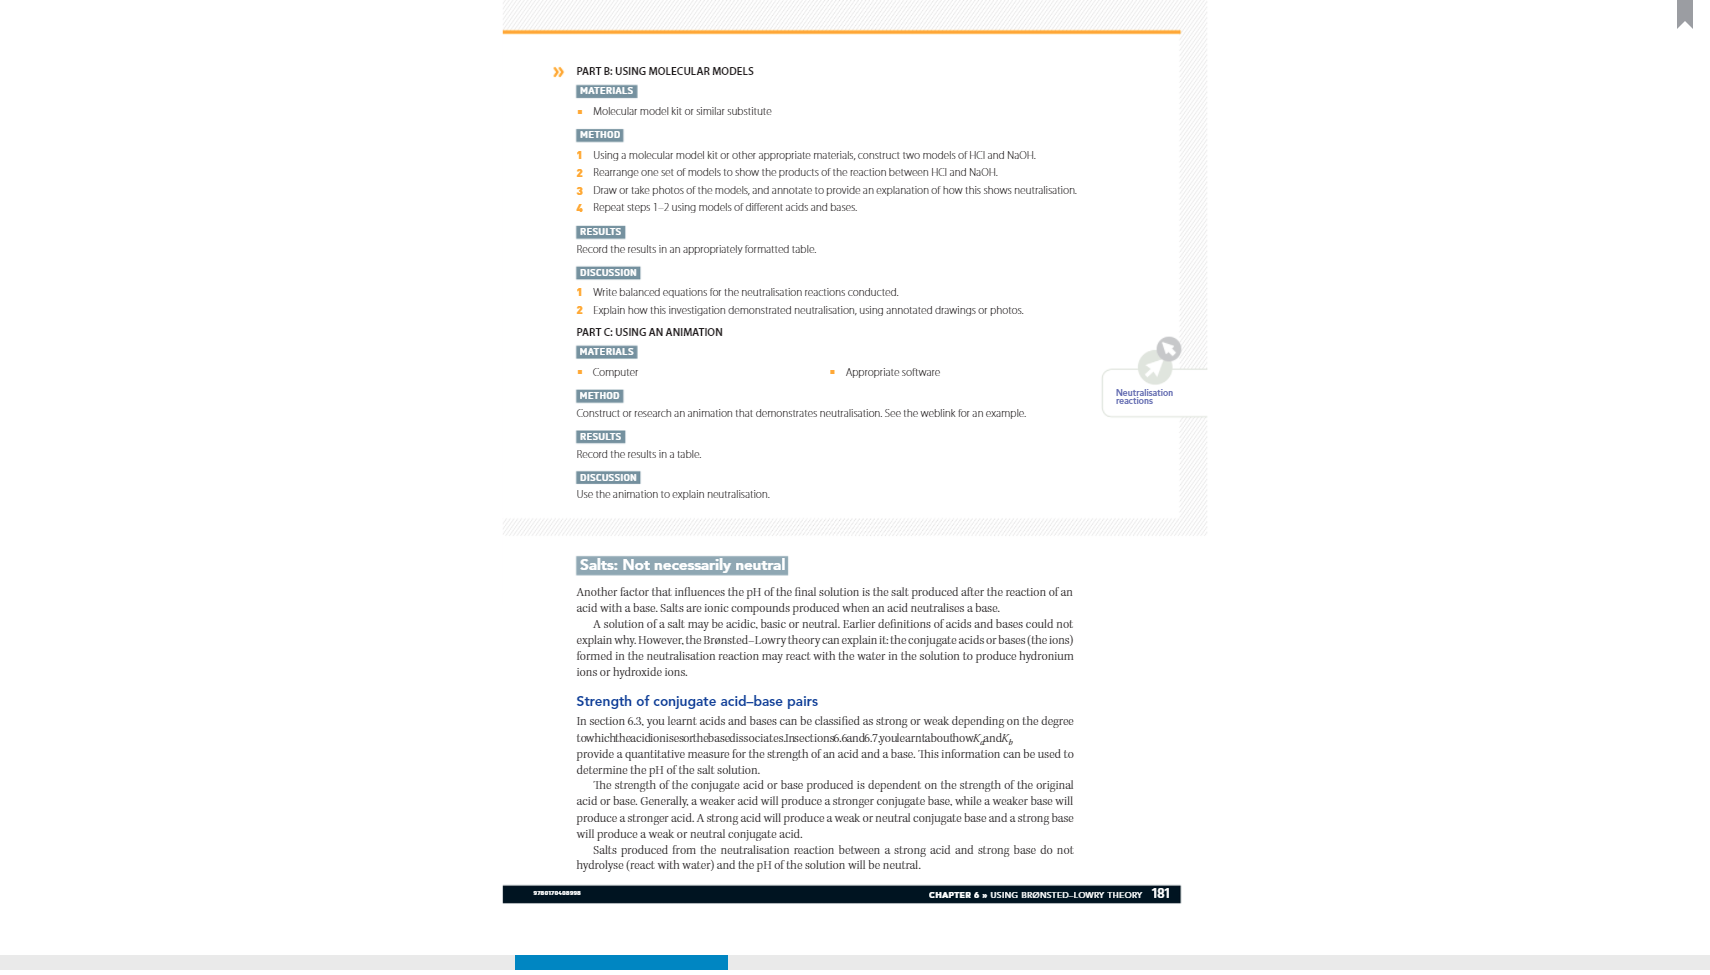 » PART B: USING MOLECULAR MODELS
MATERIALS
▪ Molecular model kit or similar substitute
METHOD
1 Using a molecular model kit or other appropriate materials, construct two models of HCl and NaOH.
2 Rearrange one set of models to show the products of the reaction between HCl and NaOH.
3 Draw or take photos of the models, and annotate to provide an explanation of how this shows neutralisation.
4 Repeat steps 1–2 using models of different acids and bases.
RESULTS
Record the results in an appropriately formatted table.
DISCUSSION
1 Write balanced equations for the neutralisation reactions conducted.
2 Explain how this investigation demonstrated neutralisation, using annotated drawings or photos.
PART C: USING AN ANIMATION
MATERIALS
▪ Computer ▪ Appropriate software
METHOD
Construct or research an animation that demonstrates neutralisation. See the weblink for an example.
Neutralisation
reactions
RESULTS
Record the results in a table.
DISCUSSION
Use the animation to explain neutralisation.
Salts: Not necessarily neutral
Another factor that influences the pH of the final solution is the salt produced after the reaction of an
acid with a base. Salts are ionic compounds produced when an acid neutralises a base.
A solution of a salt may be acidic, basic or neutral. Earlier definitions of acids and bases could not
explain why. However, the Brønsted–Lowry theory can explain it: the conjugate acids or bases (the ions)
formed in the neutralisation reaction may react with the water in the solution to produce hydronium
ions or hydroxide ions.
Strength of conjugate acid–base pairs
In section 6.3, you learnt acids and bases can be classified as strong or weak depending on the degree
to which the acid ionises or the base dissociates. In sections 6.6 and 6.7, you learnt about how Ka and Kb
provide a quantitative measure for the strength of an acid and a base. This information can be used to
determine the pH of the salt solution.
The strength of the conjugate acid or base produced is dependent on the strength of the original
acid or base. Generally, a weaker acid will produce a stronger conjugate base, while a weaker base will
produce a stronger acid. A strong acid will produce a weak or neutral conjugate base and a strong base
will produce a weak or neutral conjugate acid.
Salts produced from the neutralisation reaction between a strong acid and strong base do not
hydrolyse (react with water) and the pH of the solution will be neutral.
CHAPTER 6 » USING BRØNSTED–LOWRY THEORY 181